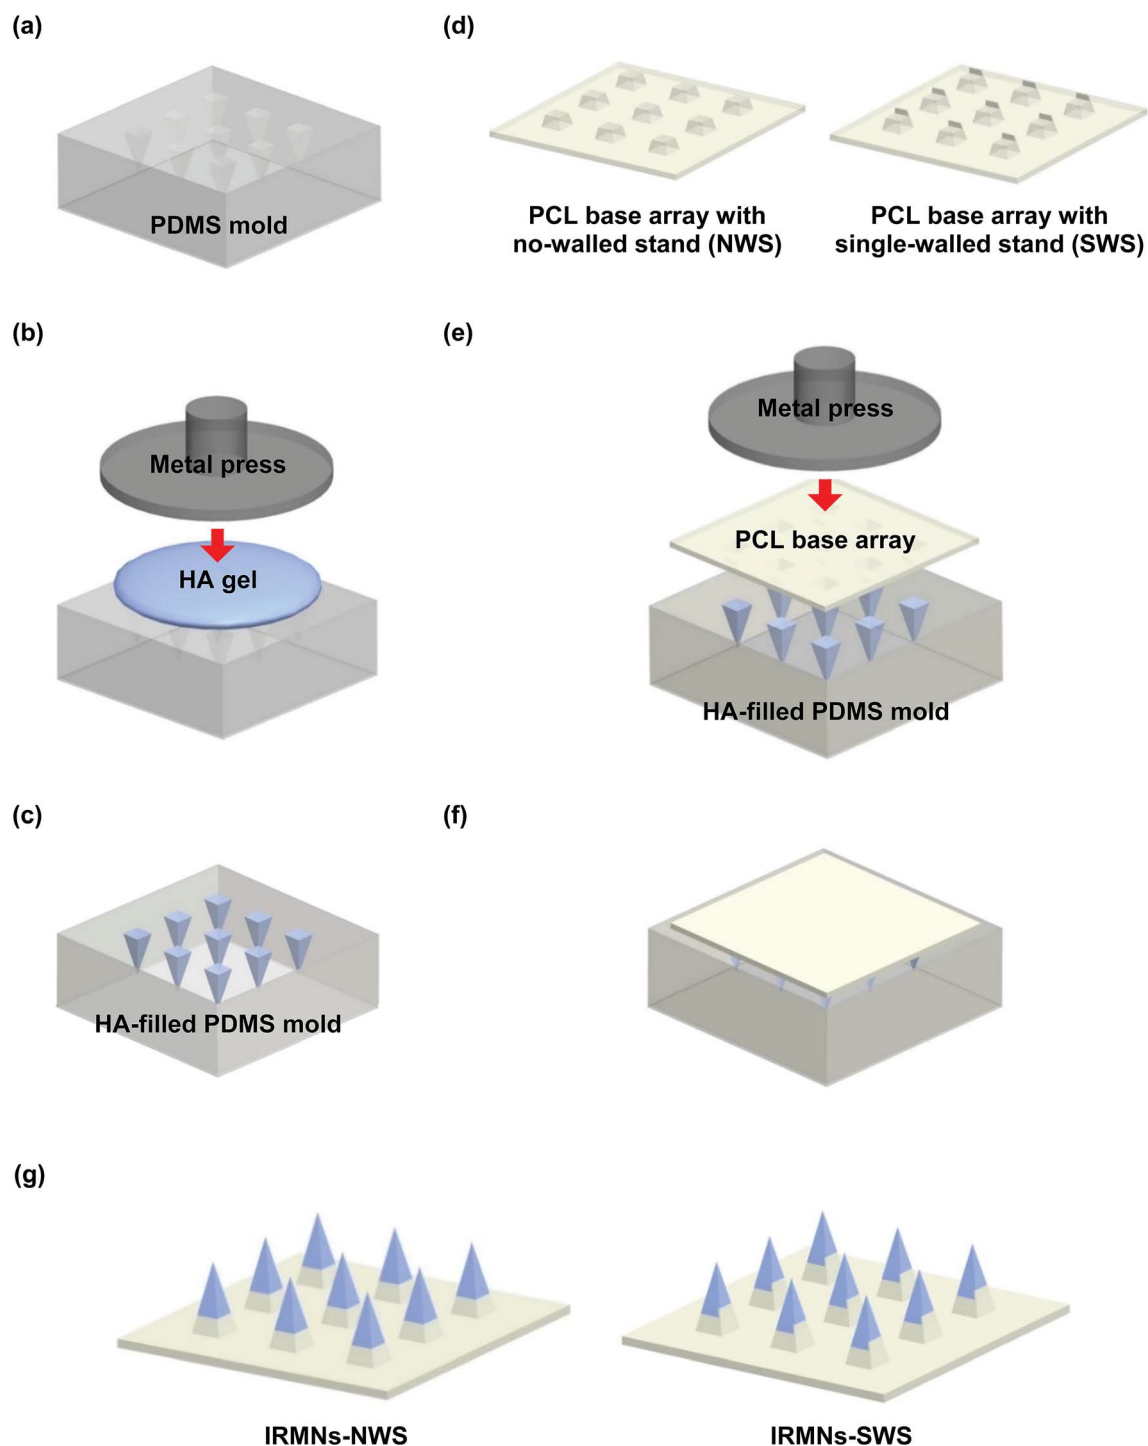 (a)
PDMS mold
(b)
Metal press
HA gel
(c)
HA-filled PDMS mold
(d)
PCL base array with
no-walled stand (NWS)
PCL base array with
single-walled stand (SWS)
(e)
Metal press
PCL base array
HA-filled PDMS mold
(f)
(g)
IRMNs-NWS
IRMNs-SWS